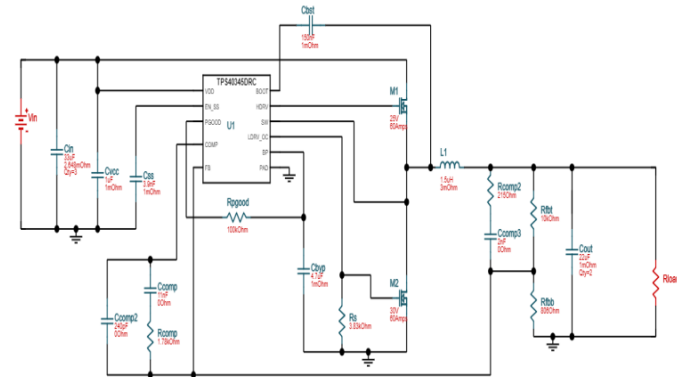 Cbst
150nF
1mOhm
TPS40345DRC
VDD
BOOT
EN_SS
HDRV
PGOOD
SW
COMP
LDRV_OC
BP
FB
PAD
U1
M1
25V
60Amps
Vin
Cin
33uF
Qty=3
Cvcc
1uF
1mOhm
Css
3.9nF
1mOhm
L1
1.5uH
3mOhm
Rcomp2
215Ohm
Rfbt
10kOhm
Ccomp3
2nF
0Ohm
Cout
22uF
1mOhm
Qty=2
Rpgood
100kOhm
Cbyp
4.7uF
1mOhm
M2
30V
60Amps
Rfbb
806Ohm
Rloa
Ccomp
11nF
0Ohm
Ccomp2
240pF
0Ohm
Rcomp
1.78kOhm
Rs
3.83kOhm